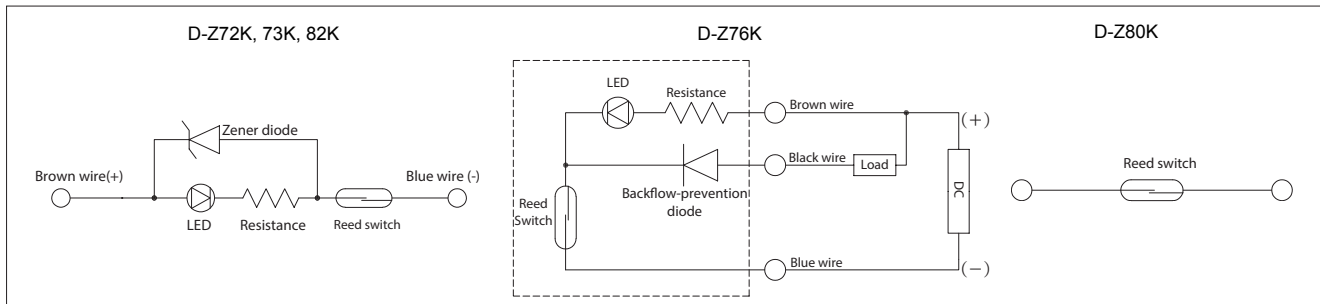 D-Z72K, 73K, 82K
Zener diode
Brown wire(+)
Blue wire (-)
LED
Resistance
Reed switch
D-Z76K
LED
Resistance
Brown wire
(+)
Black wire
Load
Backflow-prevention
diode
Reed
Switch
DC
Blue wire
(−)
D-Z80K
Reed switch